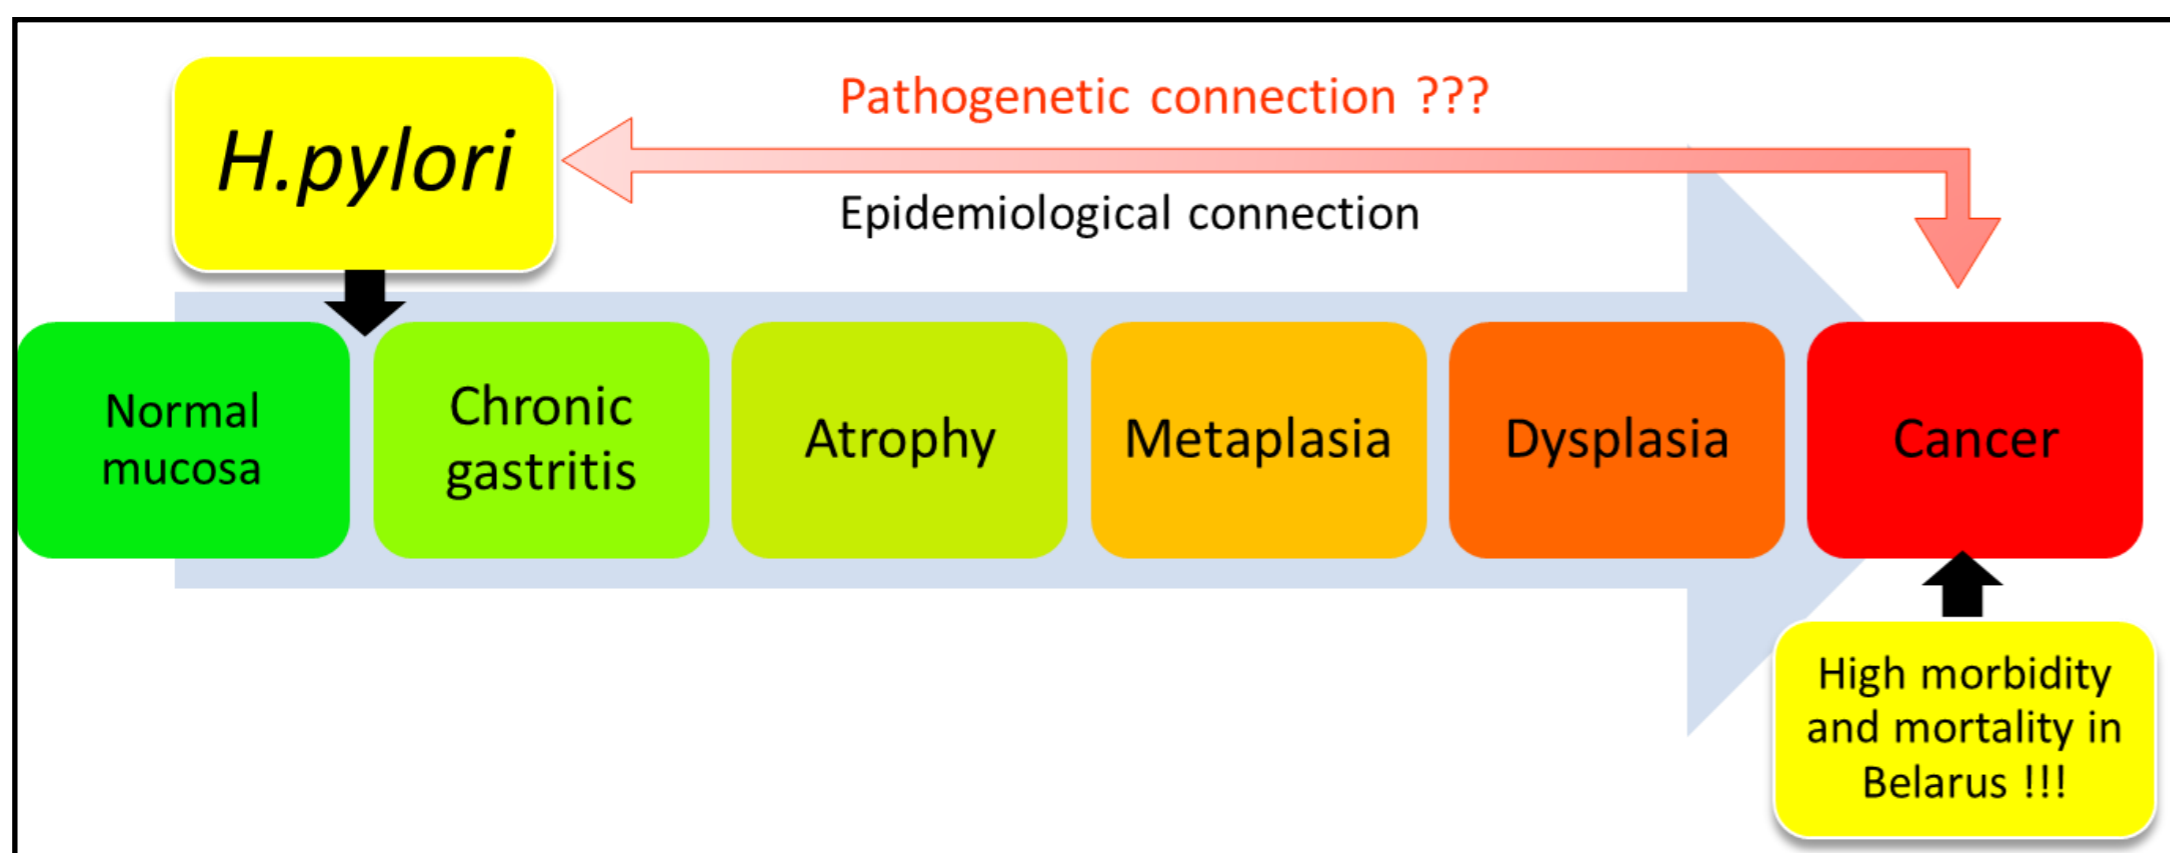 H.pylori
Pathogenetic connection ???
Epidemiological connection
Normal
mucosa
Chronic
gastritis
Atrophy
Metaplasia
Dysplasia
Cancer
High morbidity
and mortality in
Belarus !!!